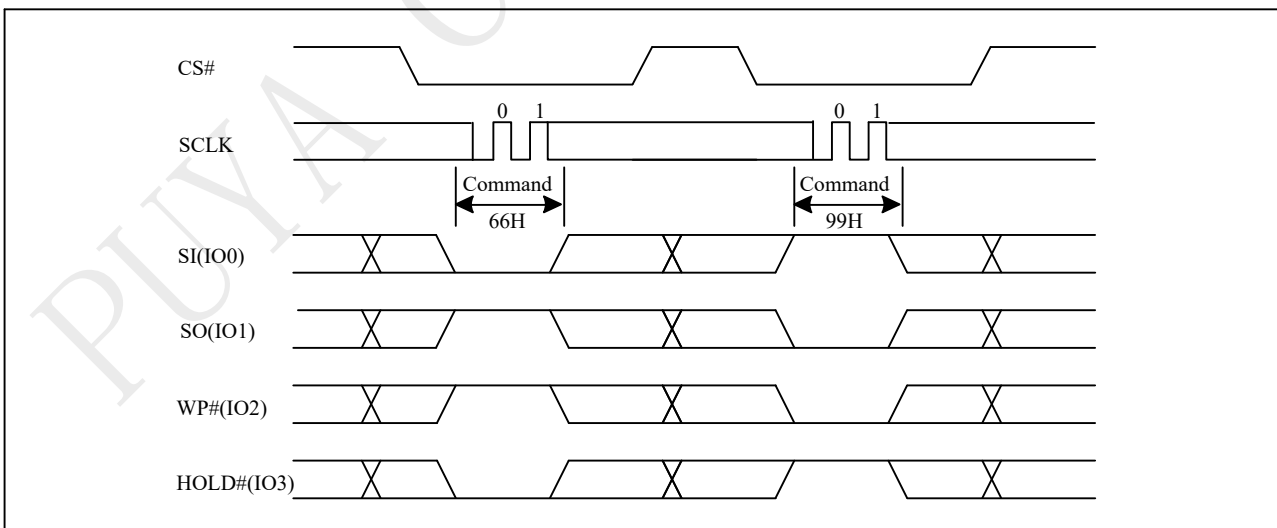 CS#
0 1 0 1
SCLK
Command Command
66H 99H
SI(IO0)
SO(IO1)
WP#(IO2)
HOLD#(IO3)
PUYA